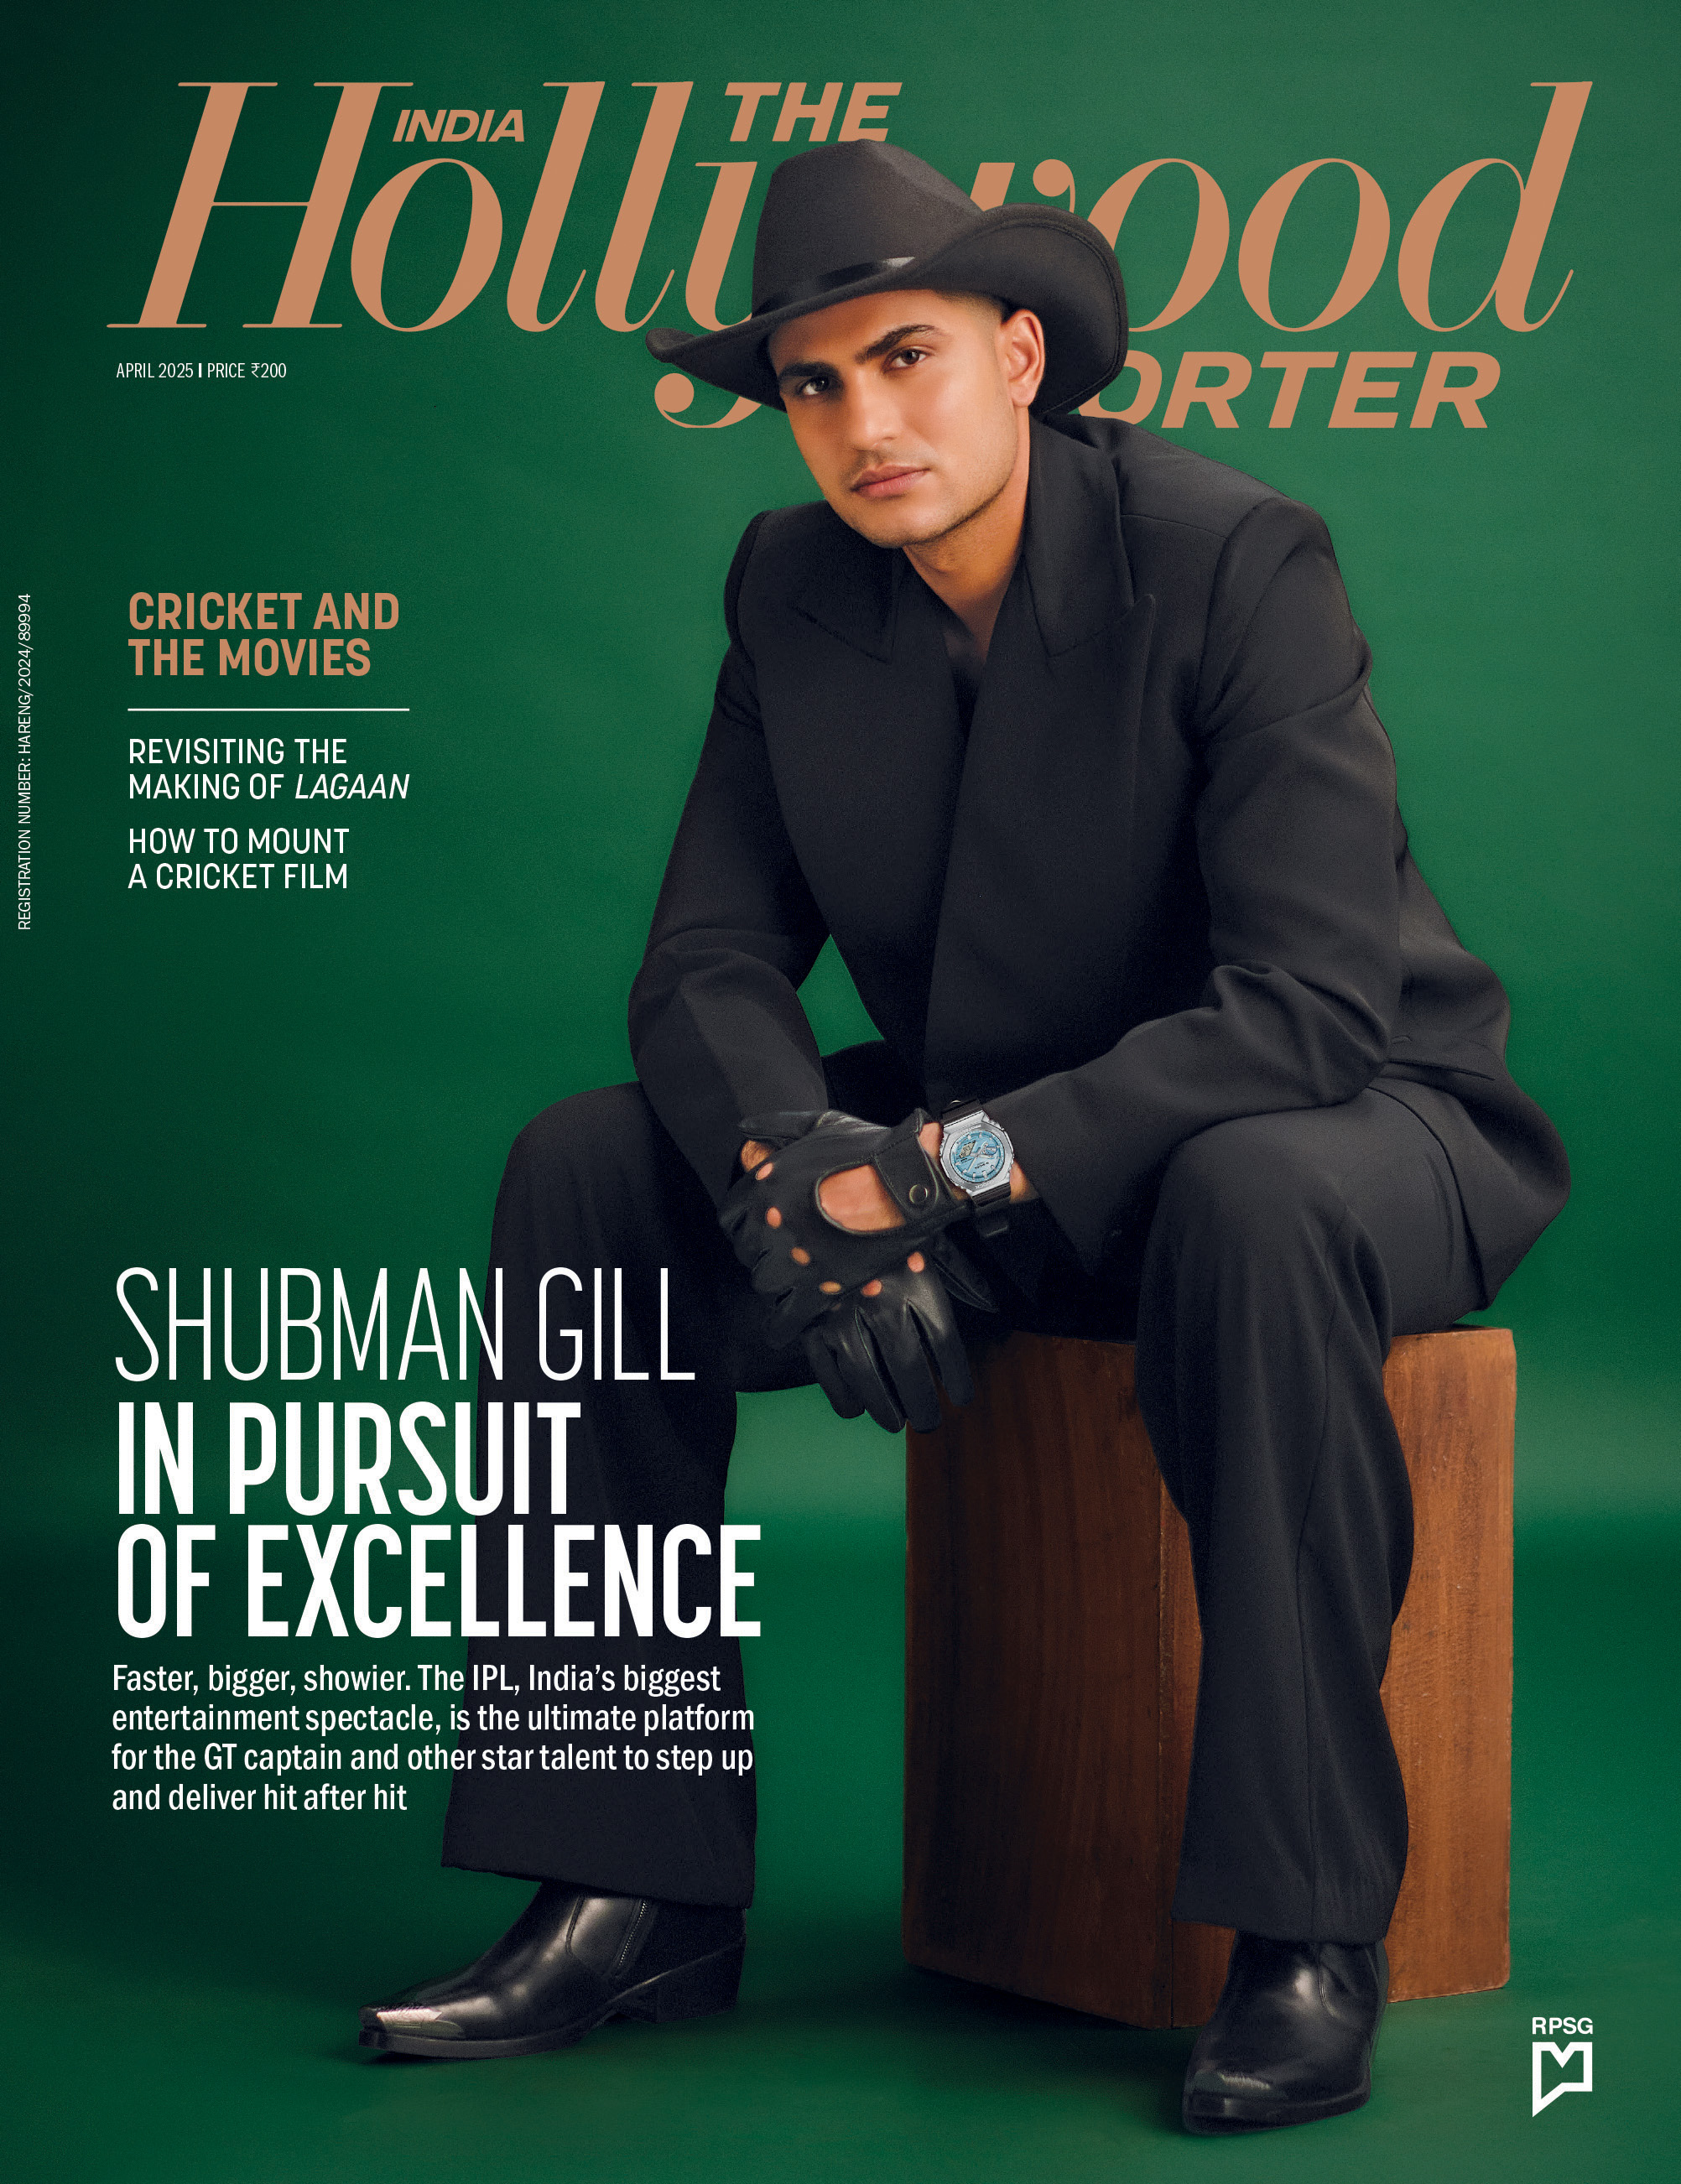 INDIA
THE
Hollywood
ORTER
APRIL 2025 I PRICE ₹200
REGISTRATION NUMBER: HARENG/2024/89994
CRICKET AND
THE MOVIES
REVISITING THE
MAKING OF LAGAAN
HOW TO MOUNT
A CRICKET FILM
SHUBMAN GILL
IN PURSUIT
OF EXCELLENCE
Faster, bigger, showier. The IPL, India’s biggest
entertainment spectacle, is the ultimate platform
for the GT captain and other star talent to step up
and deliver hit after hit
RPSG